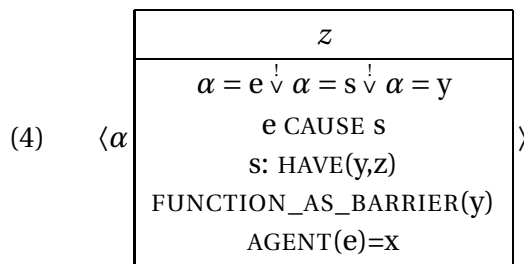 z
α = e ∨̇ α = s ∨̇ α = y
e CAUSE s
(4) ⟨α ⟩
s: HAVE(y,z)
FUNCTION_AS_BARRIER(y)
AGENT(e)=x